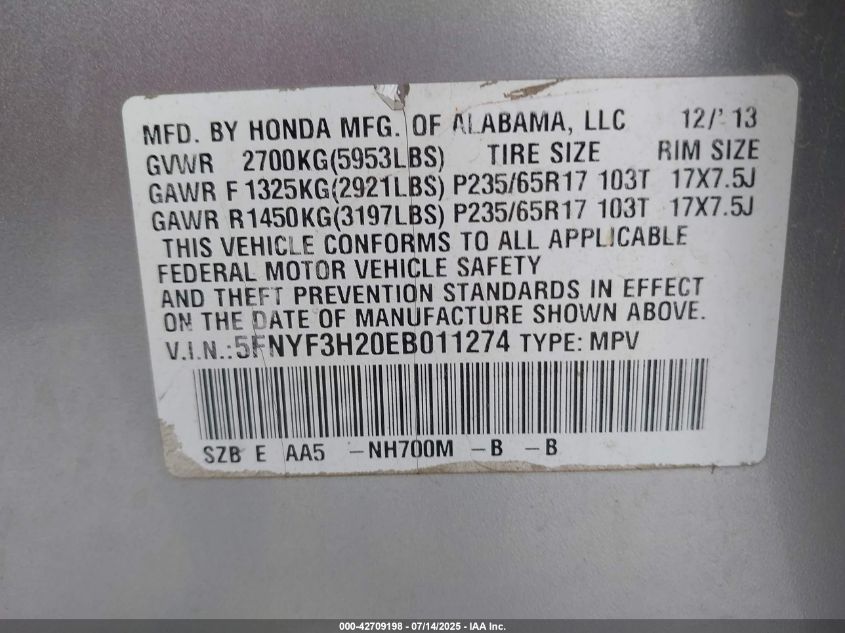 MFD. BY HONDA MFG. OF ALABAMA, LLC 12/'13
GVWR 2700KG(5953LBS) TIRE SIZE RIM SIZE
GAWR F 1325KG(2921LBS) P235/65R17 103T 17X7.5J
GAWR R1450KG(3197LBS) P235/65R17 103T 17X7.5J
THIS VEHICLE CONFORMS TO ALL APPLICABLE
FEDERAL MOTOR VEHICLE SAFETY
AND THEFT PREVENTION STANDARDS IN EFFECT
ON THE DATE OF MANUFACTURE SHOWN ABOVE.
V.I.N.:5FNYF3H20EB011274 TYPE: MPV
SZB E AA5 -NH700M -B -B
000-42709198 - 07/14/2025 - IAA Inc.